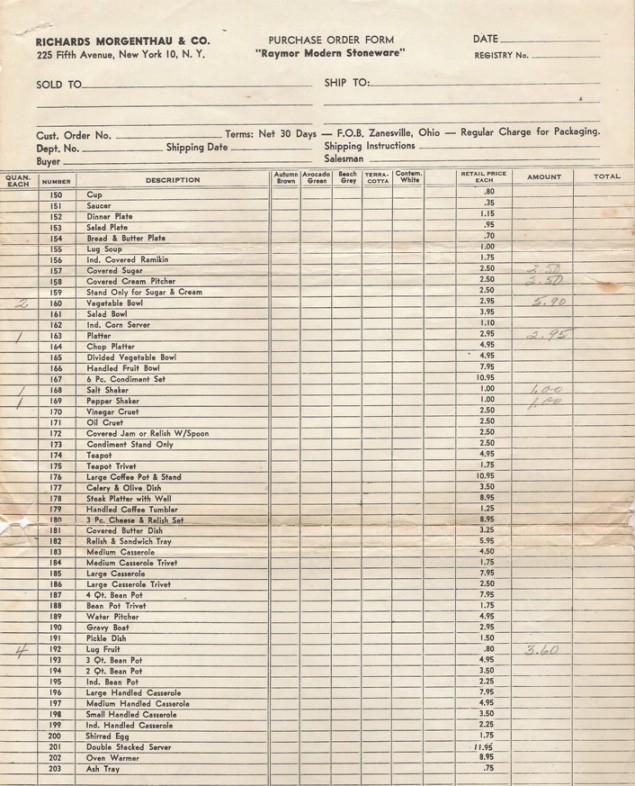 RICHARDS MORGENTHAU & CO.
225 Fifth Avenue, New York 10, N. Y.
PURCHASE ORDER FORM
"Raymor Modern Stoneware"
DATE
REGISTRY No.
SOLD TO
SHIP TO:
Cust. Order No. Terms: Net 30 Days — F.O.B. Zanesville, Ohio — Regular Charge for Packaging.
Dept. No. Shipping Date Shipping Instructions
Buyer Salesman
QUAN. EACH NUMBER DESCRIPTION Autumn Brown Avocado Green Beach Grey TERRA-COTTA Contem. White RETAIL PRICE EACH AMOUNT TOTAL
150 Cup .80
151 Saucer .35
152 Dinner Plate 1.15
153 Salad Plate .95
154 Bread & Butter Plate .70
155 Lug Soup 1.00
156 Ind. Covered Ramikin 1.75
157 Covered Sugar 2.50 2.50
158 Covered Cream Pitcher 2.50 2.50
159 Stand Only for Sugar & Cream 2.50
2 160 Vegetable Bowl 2.95 5.90
161 Salad Bowl 3.95
162 Ind. Corn Server 1.10
1 163 Platter 2.95 2.95
164 Chop Platter 4.95
165 Divided Vegetable Bowl 4.95
166 Handled Fruit Bowl 7.95
167 6 Pc. Condiment Set 10.95
1 168 Salt Shaker 1.00 1.00
1 169 Pepper Shaker 1.00 1.00
170 Vinegar Cruet 2.50
171 Oil Cruet 2.50
172 Covered Jam or Relish W/Spoon 2.50
173 Condiment Stand Only 2.50
174 Teapot 4.95
175 Teapot Trivet 1.75
176 Large Coffee Pot & Stand 10.95
177 Celery & Olive Dish 3.50
178 Steak Platter with Well 8.95
179 Handled Coffee Tumbler 1.25
180 3 Pc. Cheese & Relish Set 8.95
181 Covered Butter Dish 3.25
182 Relish & Sandwich Tray 5.95
183 Medium Casserole 4.50
184 Medium Casserole Trivet 1.75
185 Large Casserole 7.95
186 Large Casserole Trivet 2.50
187 4 Qt. Bean Pot 7.95
188 Bean Pot Trivet 1.75
189 Water Pitcher 4.95
190 Gravy Boat 2.95
191 Pickle Dish 1.50
4 192 Lug Fruit .80 3.60
193 3 Qt. Bean Pot 4.95
194 2 Qt. Bean Pot 3.50
195 Ind. Bean Pot 2.25
196 Large Handled Casserole 7.95
197 Medium Handled Casserole 4.95
198 Small Handled Casserole 3.50
199 Ind. Handled Casserole 2.25
200 Shirred Egg 1.75
201 Double Stacked Server 11.95
202 Oven Warmer 8.95
203 Ash Tray .75